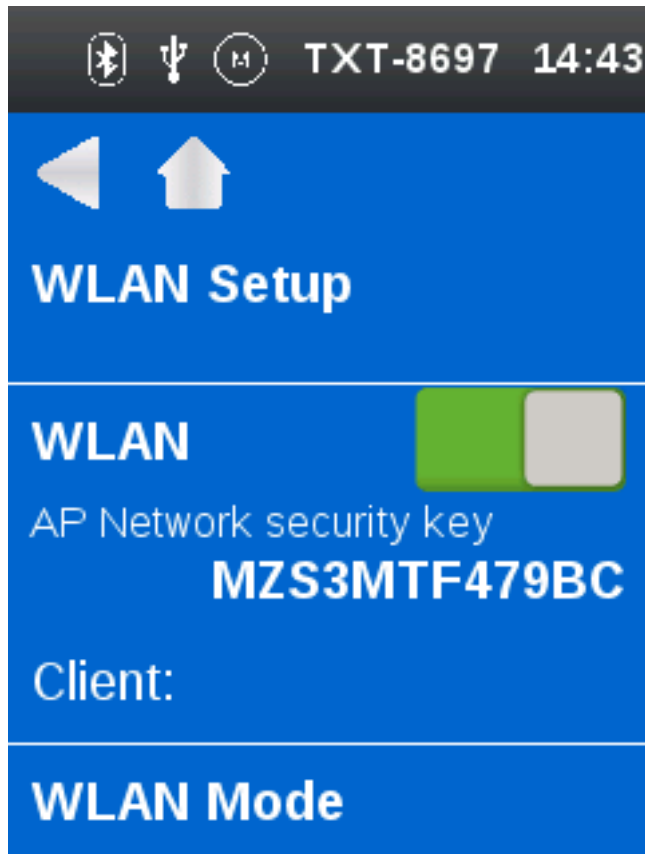 M TXT-8697 14:43
WLAN Setup
WLAN
AP Network security key
MZS3MTF479BC
Client:
WLAN Mode